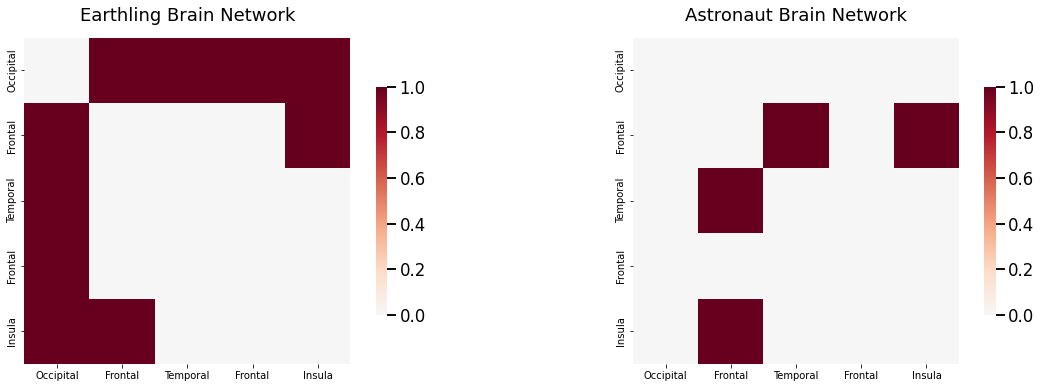 Earthling Brain Network
Occipital
Frontal
Temporal
Frontal
Insula
Occipital Frontal Temporal Frontal Insula
1.0
0.8
0.6
0.4
0.2
0.0
Astronaut Brain Network
Occipital
Frontal
Temporal
Frontal
Insula
Occipital Frontal Temporal Frontal Insula
1.0
0.8
0.6
0.4
0.2
0.0